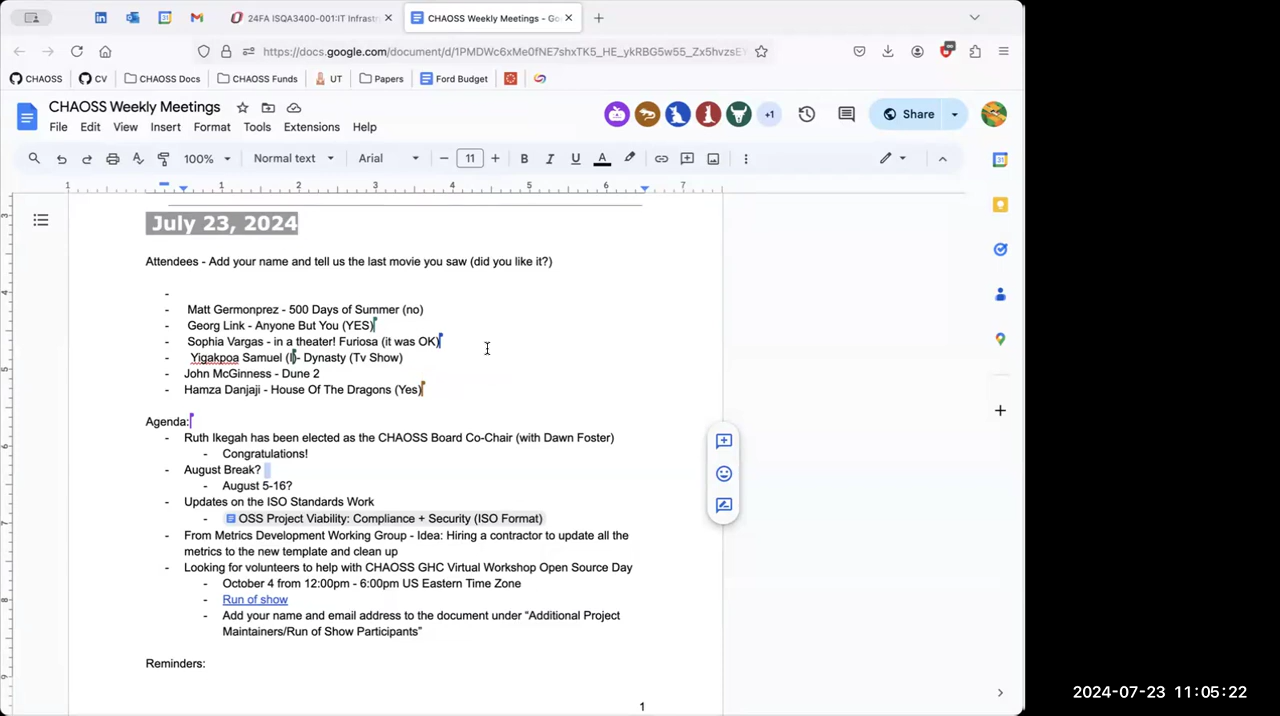 24FA ISQA3400-001:IT Infrastr
CHAOSS Weekly Meetings - Go
https://docs.google.com/document/d/1PMDWc6xMe0fNE7shxTK5_HE_ykRBG5w55_Zx5hvzsEY
CHAOSS CV CHAOSS Docs CHAOSS Funds UT Papers Ford Budget
CHAOSS Weekly Meetings
+1 Share
File Edit View Insert Format Tools Extensions Help
100% Normal text Arial 11 B I U A
1 1 2 3 4 5 6 7
July 23, 2024
Attendees - Add your name and tell us the last movie you saw (did you like it?)
-
- Matt Germonprez - 500 Days of Summer (no)
- Georg Link - Anyone But You (YES)
- Sophia Vargas - in a theater! Furiosa (it was OK)
- Yigakpoa Samuel (I)- Dynasty (Tv Show)
- John McGinness - Dune 2
- Hamza Danjaji - House Of The Dragons (Yes)
Agenda:
- Ruth Ikegah has been elected as the CHAOSS Board Co-Chair (with Dawn Foster)
- Congratulations!
- August Break?
- August 5-16?
- Updates on the ISO Standards Work
- OSS Project Viability: Compliance + Security (ISO Format)
- From Metrics Development Working Group - Idea: Hiring a contractor to update all the
metrics to the new template and clean up
- Looking for volunteers to help with CHAOSS GHC Virtual Workshop Open Source Day
- October 4 from 12:00pm - 6:00pm US Eastern Time Zone
- Run of show
- Add your name and email address to the document under “Additional Project
Maintainers/Run of Show Participants”
Reminders:
1
2024-07-23 11:05:22